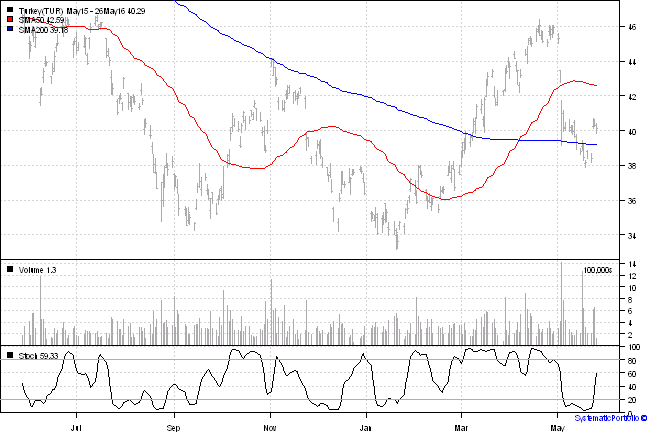 Turkey(TUR) May15 - 26May16 40.29
SMA50 42.59
SMA200 39.18
46
44
42
40
38
36
34
Volume 1.3
100,000s
14
12
10
8
6
4
2
Stoch 59.33
100
80
60
40
20
0
Jul Sep Nov Jan Mar May
SystematicPortfolio ©